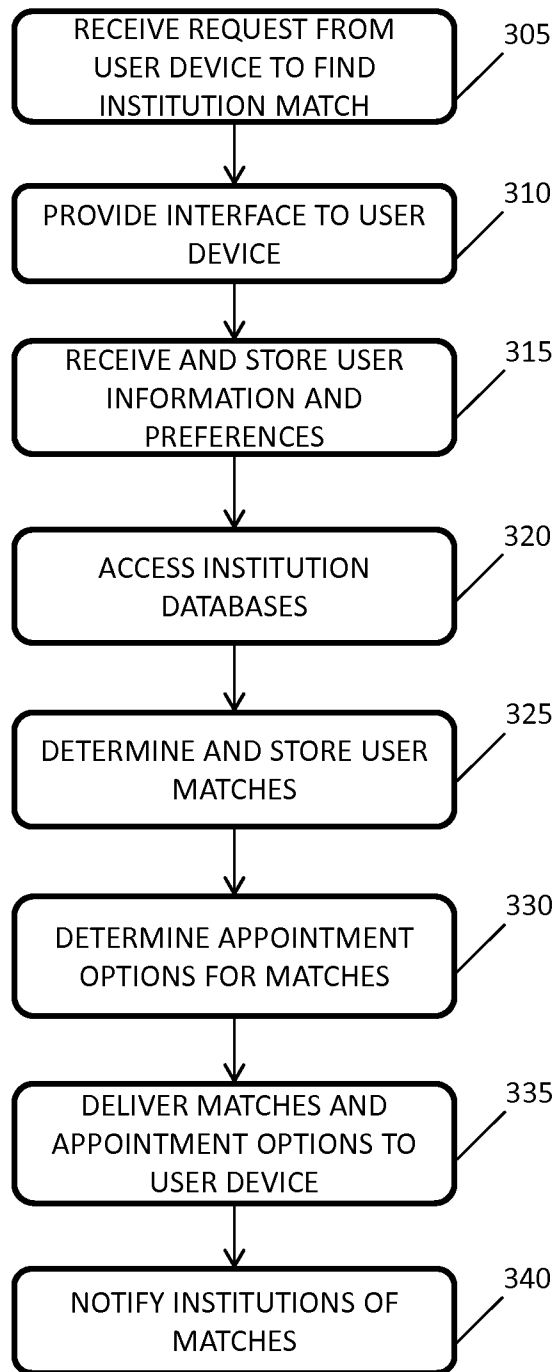 RECEIVE REQUEST FROM
USER DEVICE TO FIND
INSTITUTION MATCH
305
PROVIDE INTERFACE TO USER
DEVICE
310
RECEIVE AND STORE USER
INFORMATION AND
PREFERENCES
315
ACCESS INSTITUTION
DATABASES
320
DETERMINE AND STORE USER
MATCHES
325
DETERMINE APPOINTMENT
OPTIONS FOR MATCHES
330
DELIVER MATCHES AND
APPOINTMENT OPTIONS TO
USER DEVICE
335
NOTIFY INSTITUTIONS OF
MATCHES
340